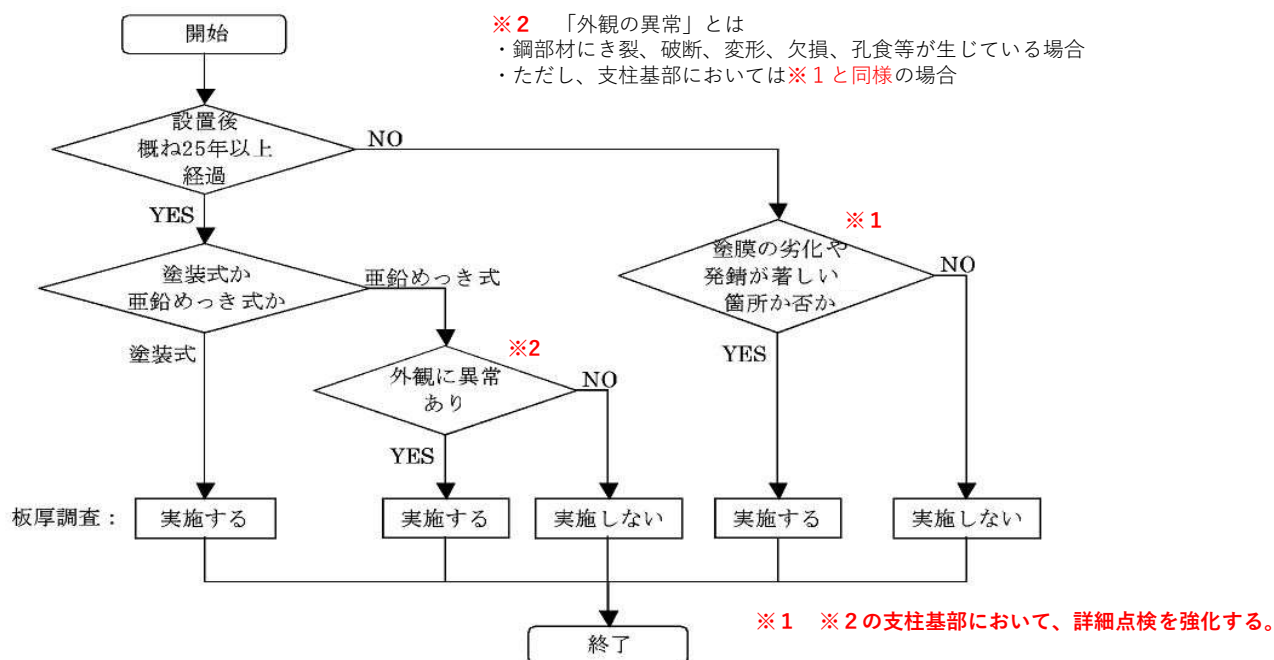 開始
※２　「外観の異常」とは
・鋼部材にき裂、破断、変形、欠損、孔食等が生じている場合
・ただし、支柱基部においては※１と同様の場合
設置後
概ね25年以上
経過
NO
YES
※１
塗膜の劣化や
発錆が著しい
箇所か否か
NO
YES
塗装式か
亜鉛めっき式か
亜鉛めっき式
塗装式
※2
外観に異常
あり
NO
YES
板厚調査：
実施する
実施する
実施しない
実施する
実施しない
※１　※２の支柱基部において、詳細点検を強化する。
終了